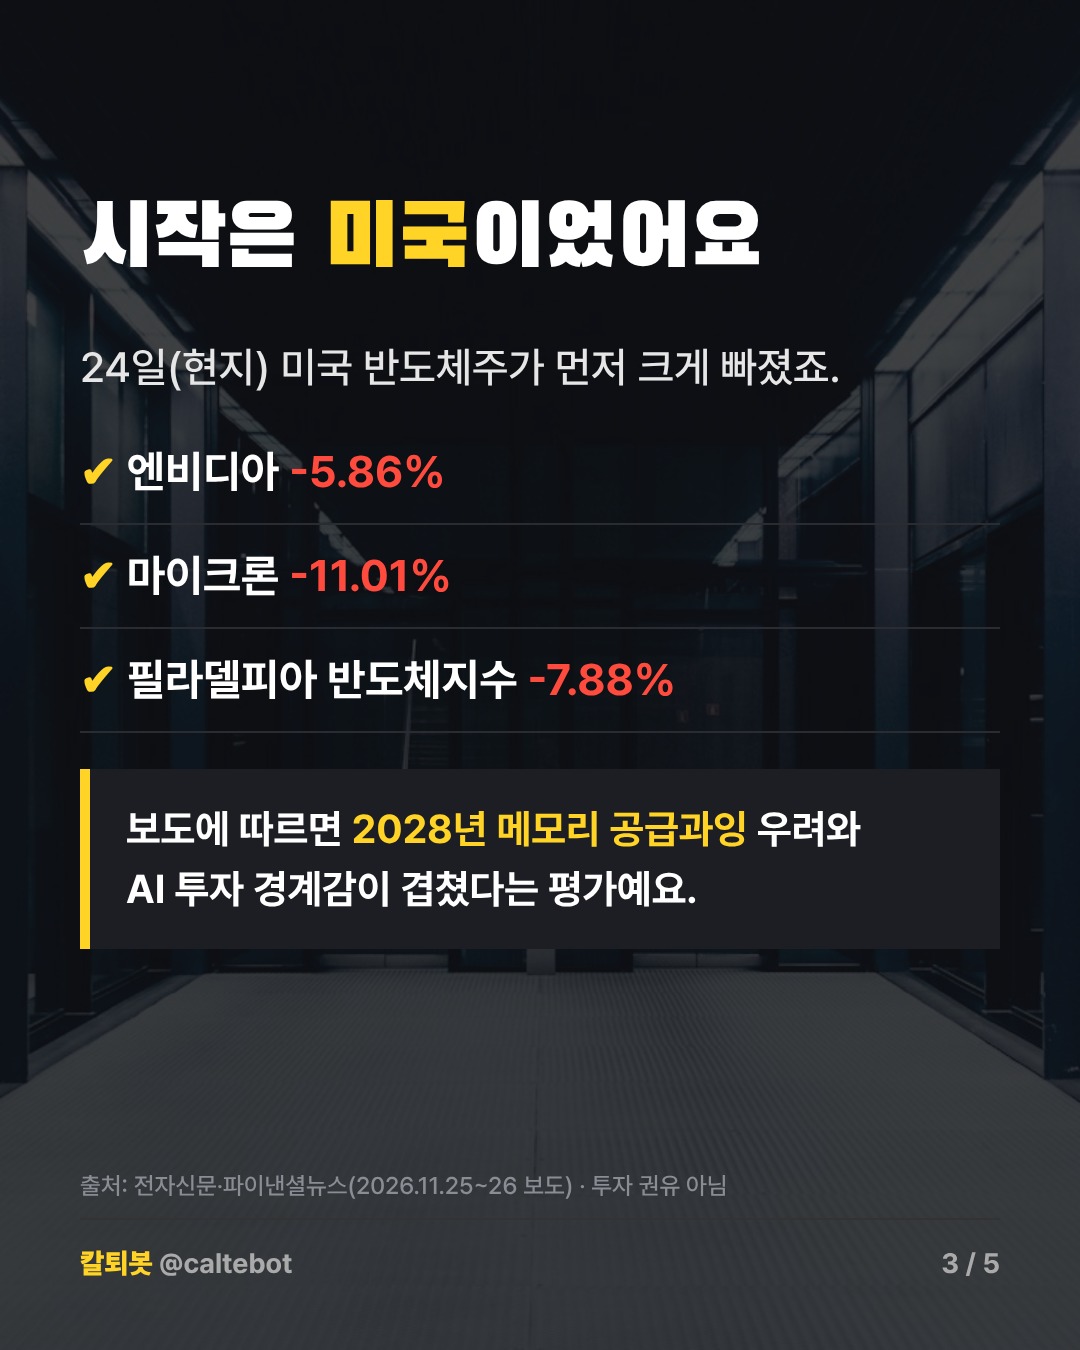 시작은 미국이었어요
24일(현지) 미국 반도체주가 먼저 크게 빠졌죠.
✔ 엔비디아 -5.86%
✔ 마이크론 -11.01%
✔ 필라델피아 반도체지수 -7.88%
보도에 따르면 2028년 메모리 공급과잉 우려와
AI 투자 경계감이 겹쳤다는 평가예요.
출처: 전자신문·파이낸셜뉴스(2026.11.25~26 보도) · 투자 권유 아님
칼퇴봇 @caltebot
3 / 5